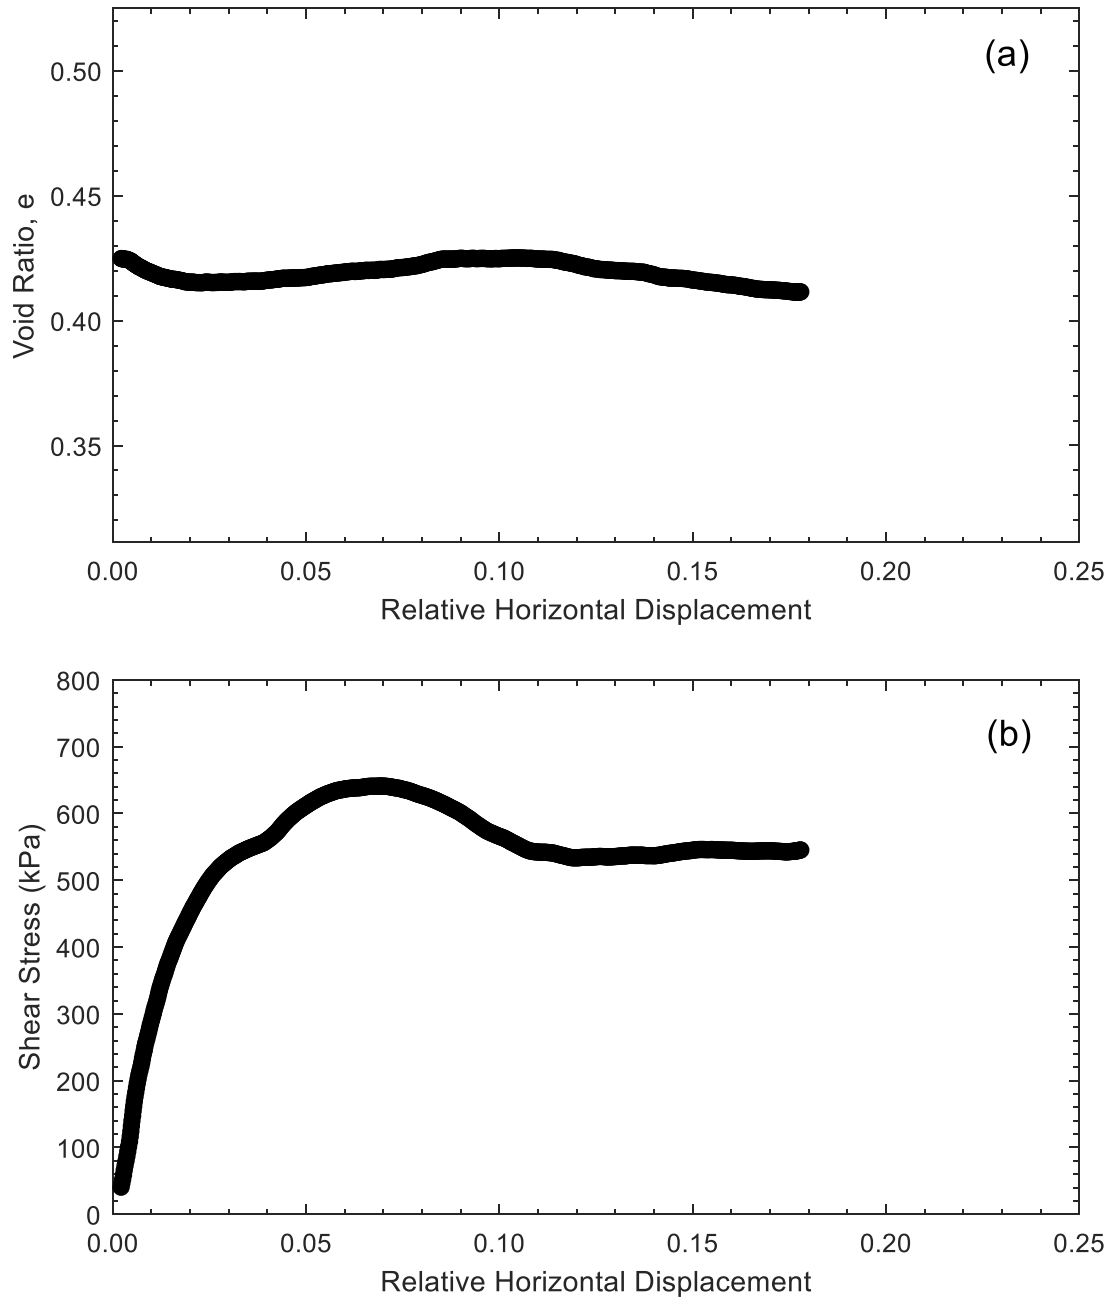 (a)
0.50
0.45
0.40
0.35
Void Ratio, e
0.00 0.05 0.10 0.15 0.20 0.25
Relative Horizontal Displacement
(b)
800
700
600
500
400
300
200
100
0
Shear Stress (kPa)
0.00 0.05 0.10 0.15 0.20 0.25
Relative Horizontal Displacement